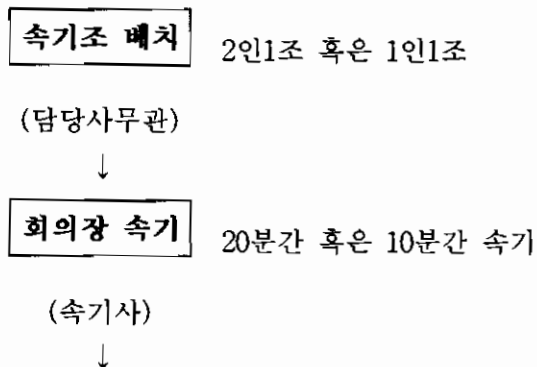 속기조 배치 2인1조 혹은 1인1조
(담당사무관)
↓
회의장 속기 20분간 혹은 10분간 속기
(속기사)
↓